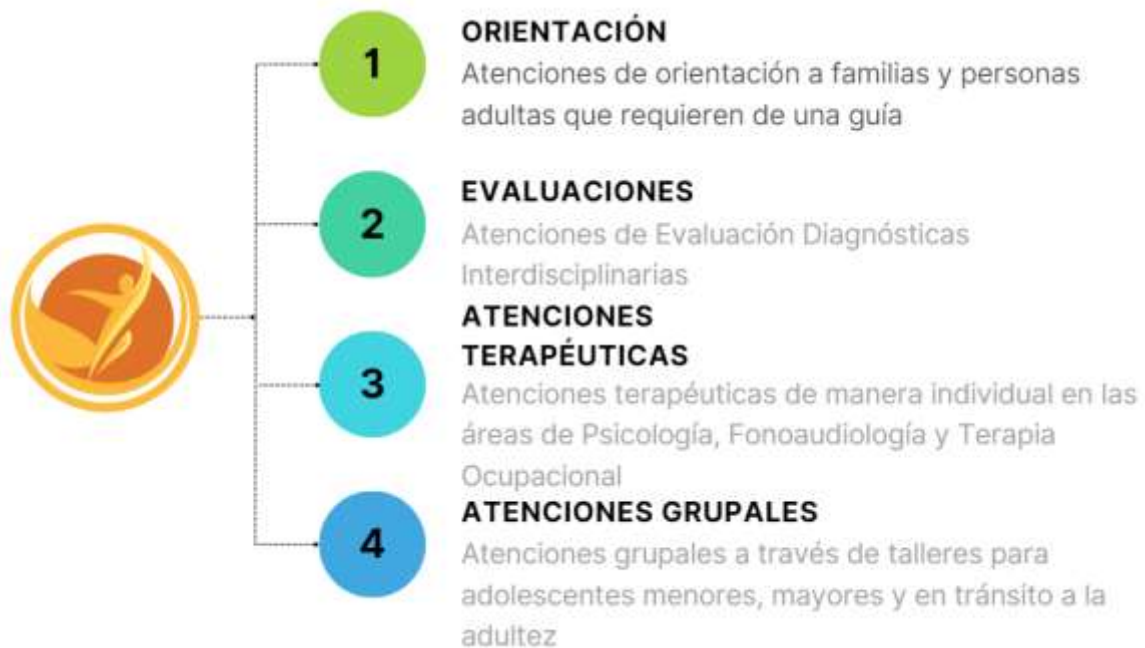 1
ORIENTACIÓN
Atenciones de orientación a familias y personas
adultas que requieren de una guía
2
EVALUACIONES
Atenciones de Evaluación Diagnósticas
Interdisciplinarias
3
ATENCIONES
TERAPÉUTICAS
Atenciones terapéuticas de manera individual en las
áreas de Psicología, Fonoaudiología y Terapia
Ocupacional
4
ATENCIONES GRUPALES
Atenciones grupales a través de talleres para
adolescentes menores, mayores y en tránsito a la
adultez